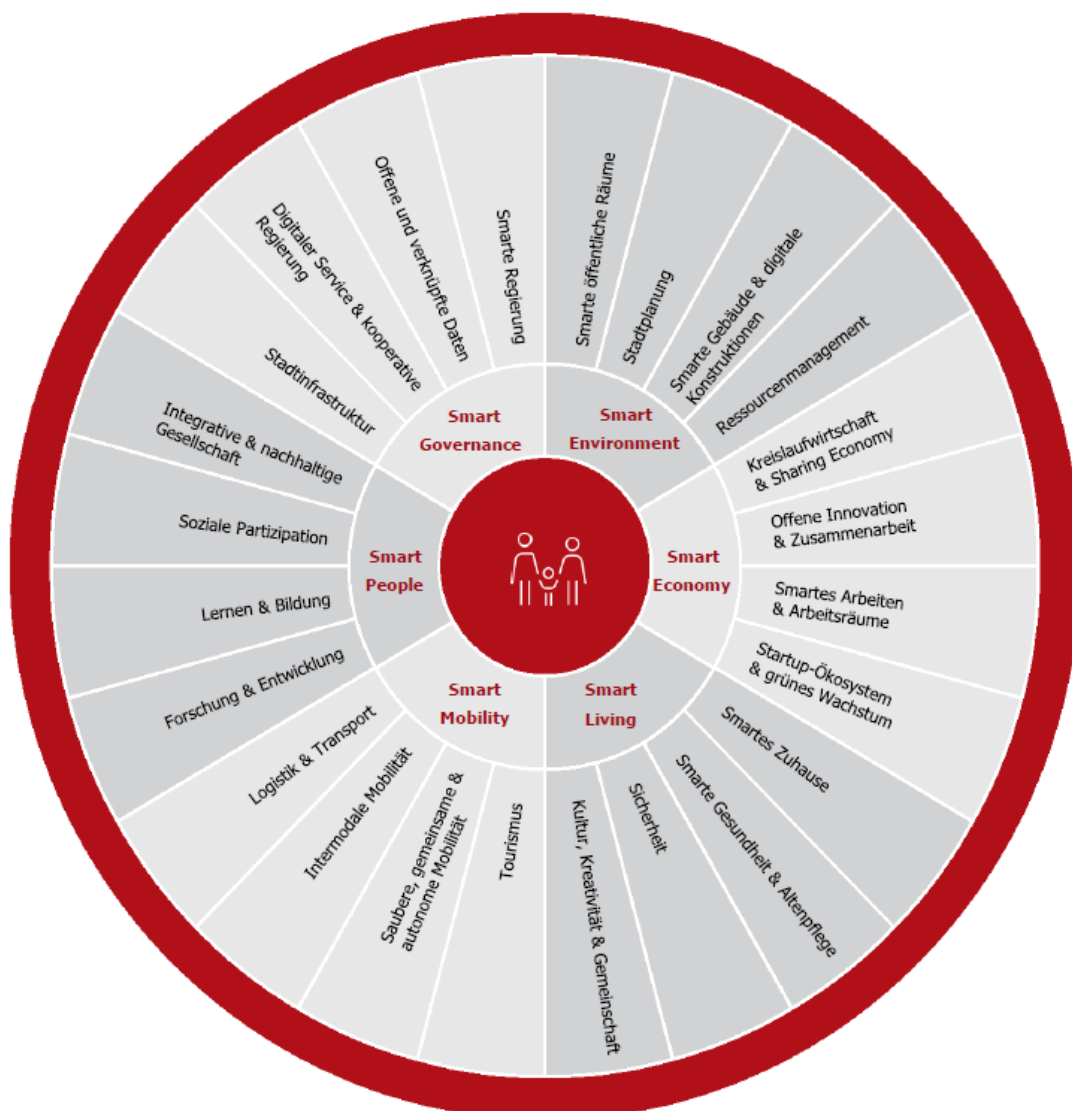 Smart
Environment
Smarte öffentliche Räume
Stadtplanung
Smarte Gebäude & digitale
Konstruktionen
Ressourcenmanagement
Smart
Economy
Kreislaufwirtschaft
& Sharing Economy
Offene Innovation
& Zusammenarbeit
Smartes Arbeiten
& Arbeitsräume
Startup-Ökosystem
& grünes Wachstum
Smart
Living
Smartes Zuhause
Smarte Gesundheit & Altenpflege
Sicherheit
Kultur, Kreativität & Gemeinschaft
Smart
Mobility
Tourismus
Saubere, gemeinsame &
autonome Mobilität
Intermodale Mobilität
Logistik & Transport
Smart
People
Forschung & Entwicklung
Lernen & Bildung
Soziale Partizipation
Integrative & nachhaltige
Gesellschaft
Smart
Governance
Stadtinfrastruktur
Digitaler Service & kooperative
Regierung
Offene und verknüpfte Daten
Smarte Regierung